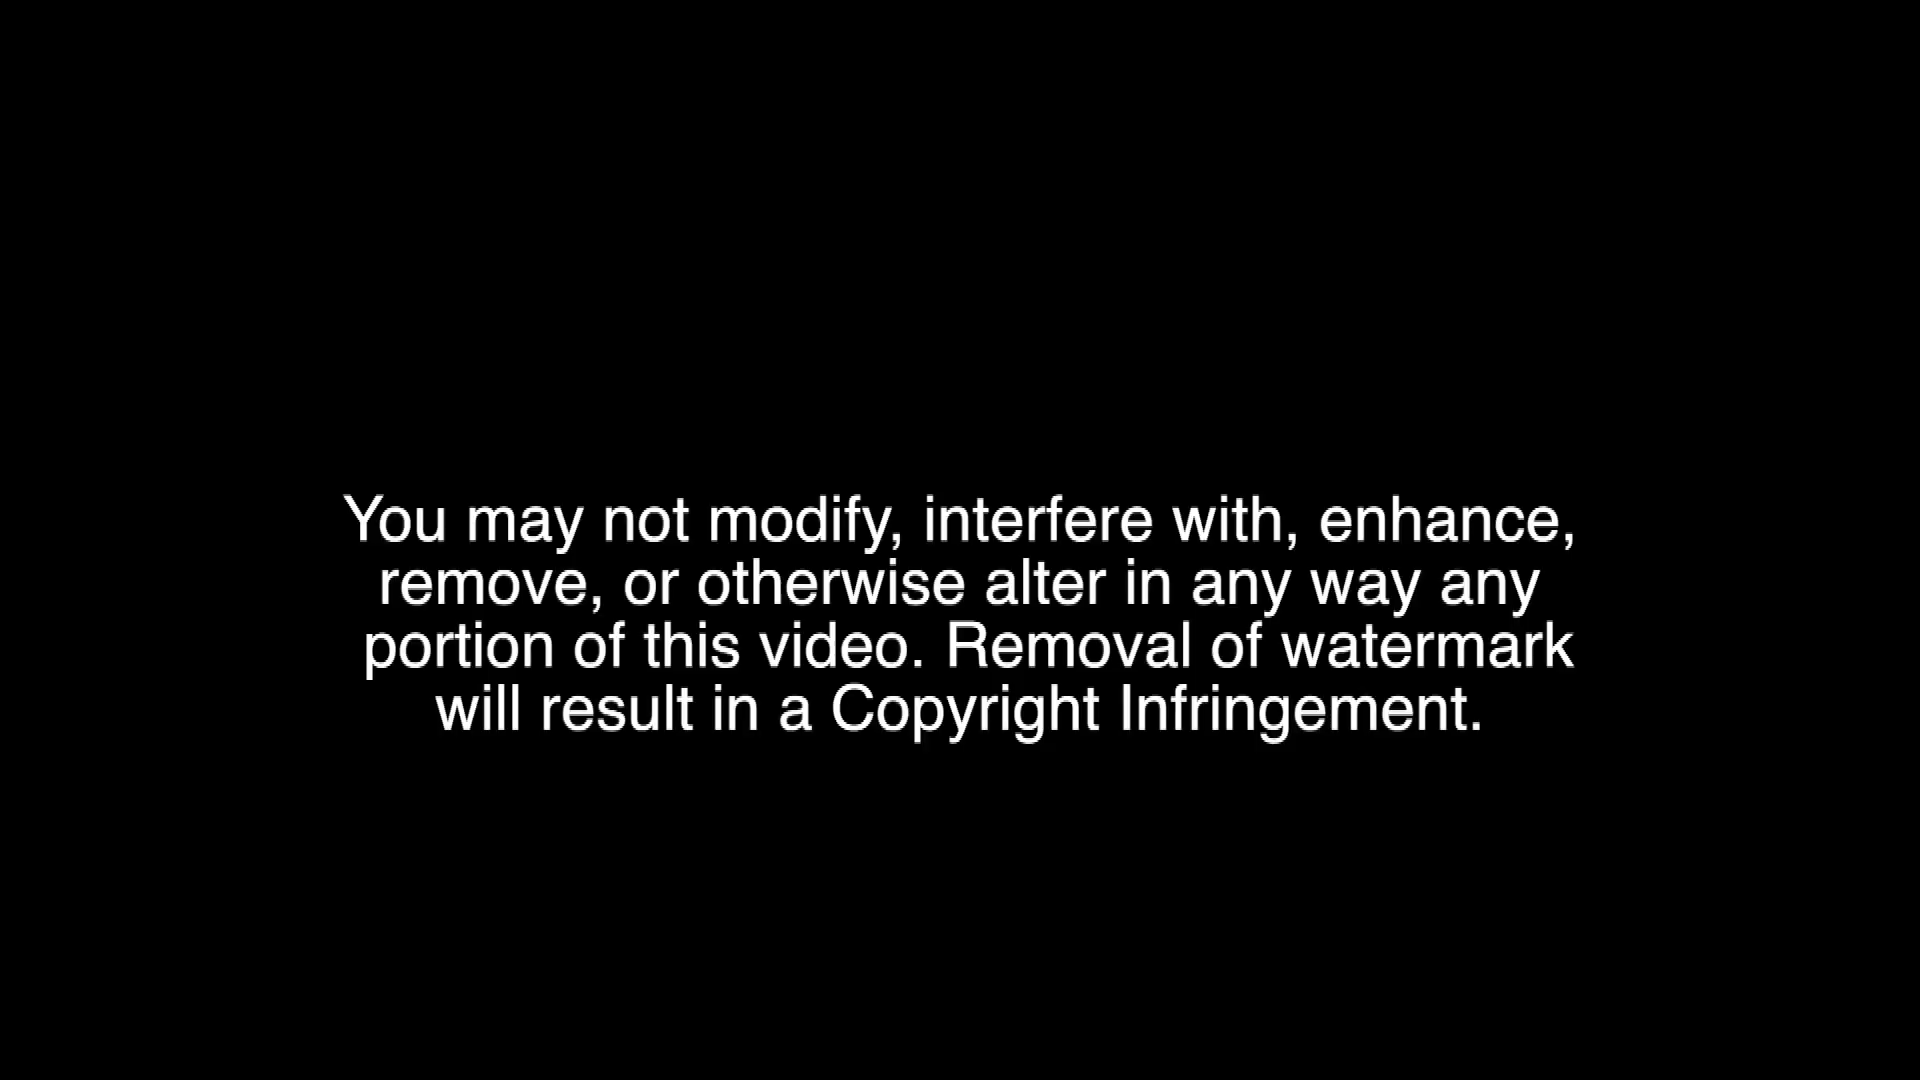 You may not modify, interfere with, enhance,
remove, or otherwise alter in any way any
portion of this video. Removal of watermark
will result in a Copyright Infringement.